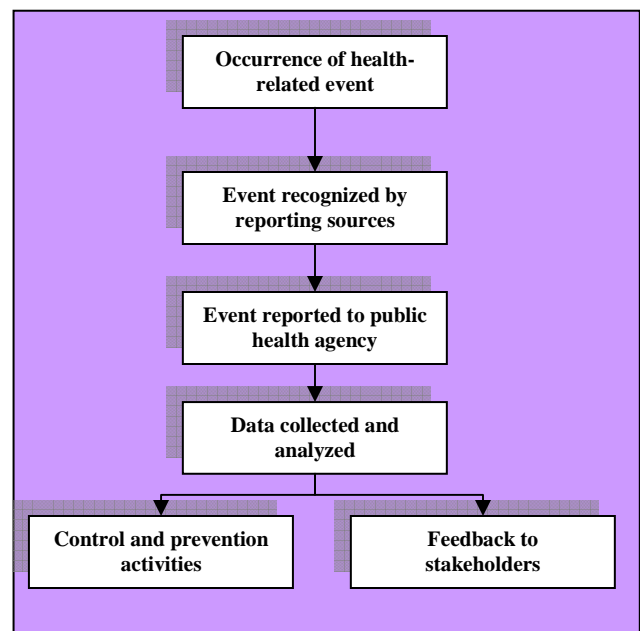 Occurrence of health-
related event
Event recognized by
reporting sources
Event reported to public
health agency
Data collected and
analyzed
Control and prevention
activities
Feedback to
stakeholders